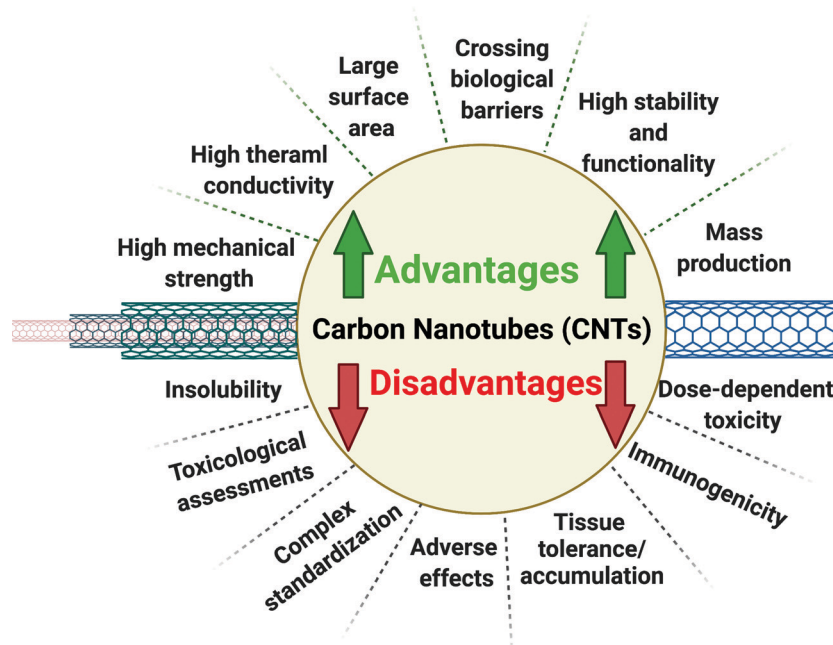 Crossing
biological
barriers
Large
surface
area
High stability
and
functionality
High theraml
conductivity
Mass
production
High mechanical
strength
Advantages
Carbon Nanotubes (CNTs)
Disadvantages
Insolubility
Dose-dependent
toxicity
Toxicological
assessments
Immunogenicity
Complex
standardization
Tissue
tolerance/
accumulation
Adverse
effects